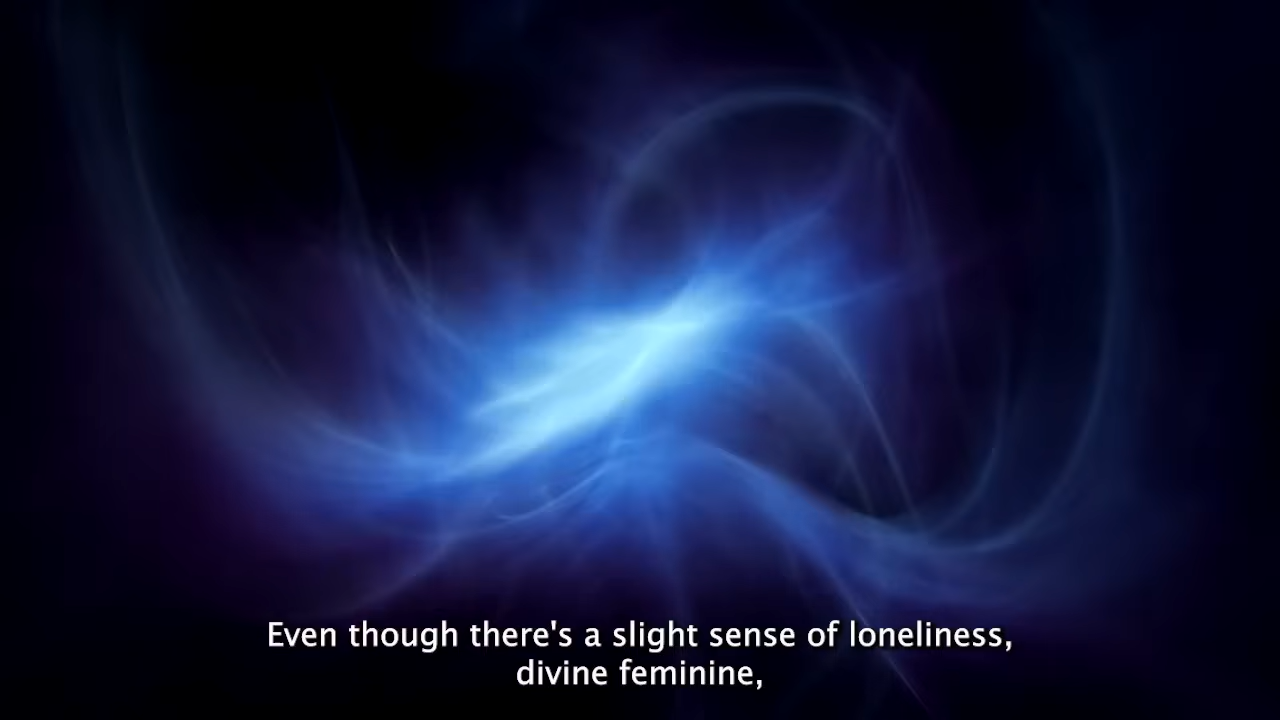 Even though there's a slight sense of loneliness,
divine feminine,